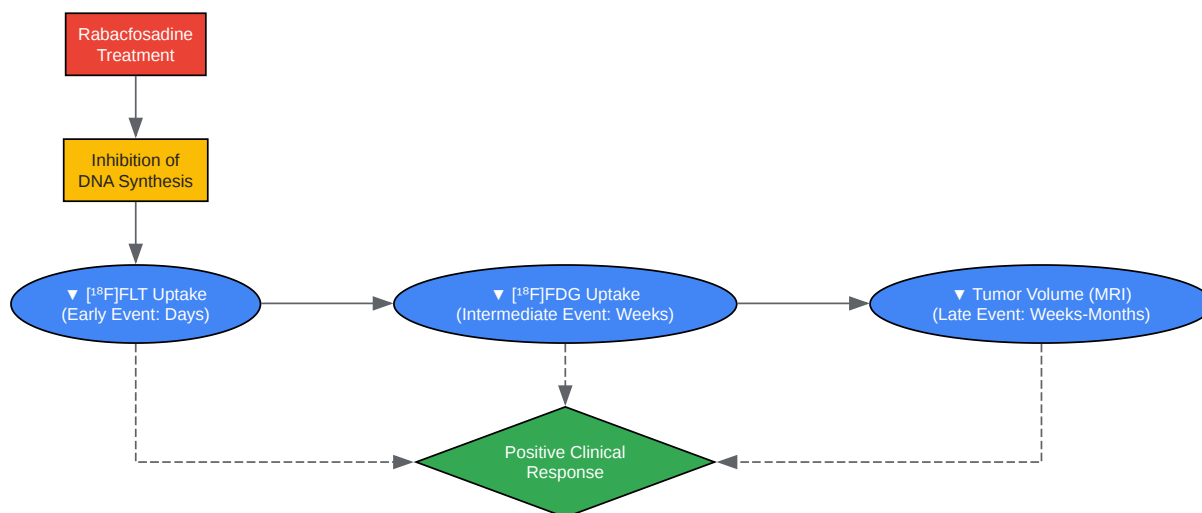 Rabacfosadine
Treatment
Inhibition of
DNA Synthesis
▼ [¹⁸F]FLT Uptake
(Early Event: Days)
▼ [¹⁸F]FDG Uptake
(Intermediate Event: Weeks)
▼ Tumor Volume (MRI)
(Late Event: Weeks-Months)
Positive Clinical
Response